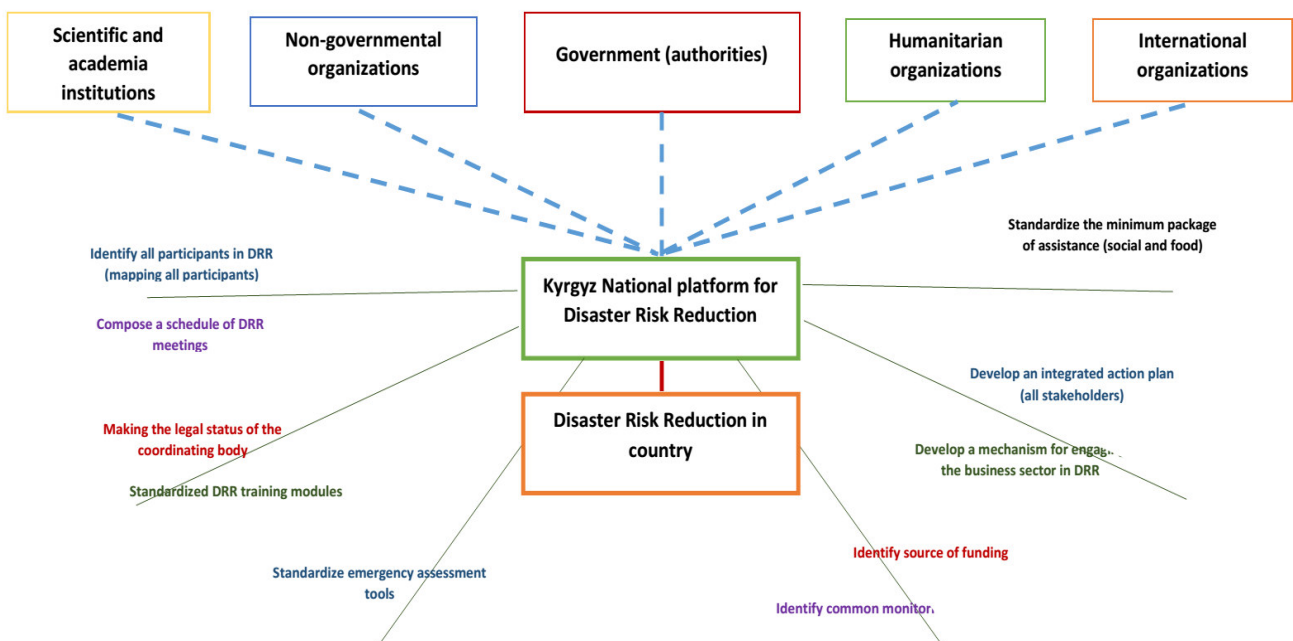 Scientific and
academia
institutions
Non-governmental
organizations
Government (authorities)
Humanitarian
organizations
International
organizations
Standardize the minimum package
of assistance (social and food)
Identify all participants in DRR
(mapping all participants)
Kyrgyz National platform for
Disaster Risk Reduction
Compose a schedule of DRR
meetings
Develop an integrated action plan
(all stakeholders)
Disaster Risk Reduction in
country
Making the legal status of the
coordinating body
Develop a mechanism for
the business sector in DRR
Standardized DRR training modules
Identify source of funding
Standardize emergency assessment
tools
Identify common